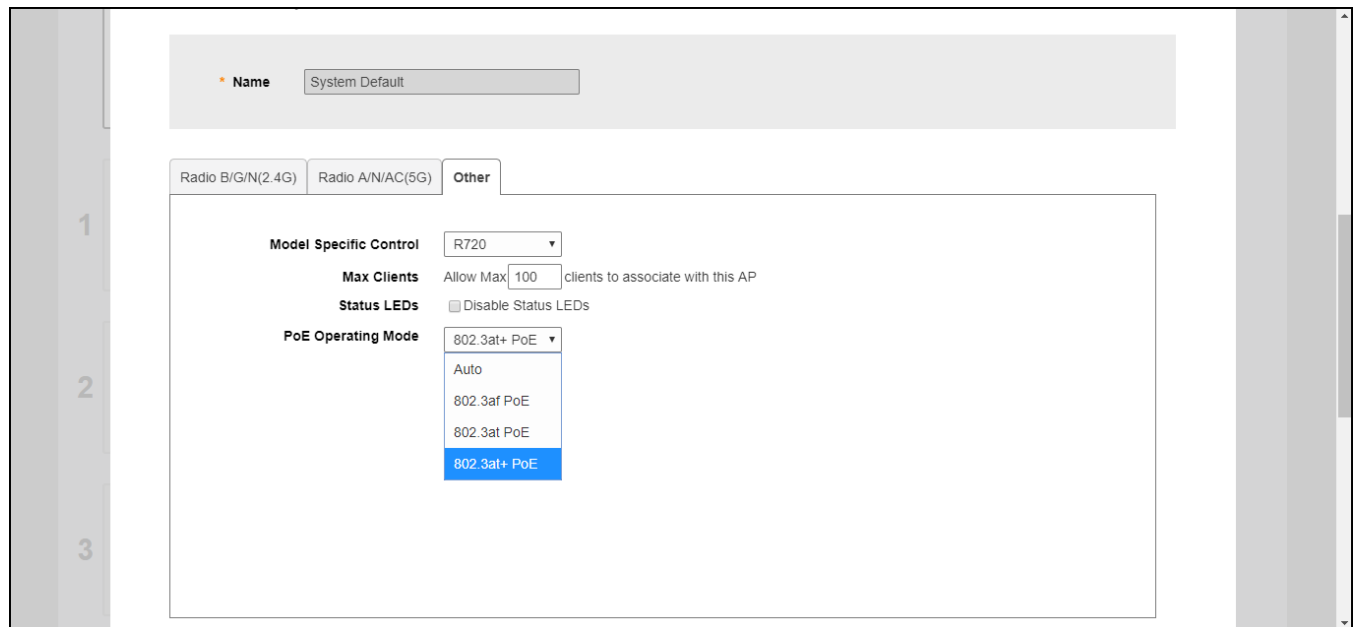 * Name System Default
Radio B/G/N(2.4G) Radio A/N/AC(5G) Other
1
Model Specific Control R720
Max Clients Allow Max 100 clients to associate with this AP
Status LEDs Disable Status LEDs
PoE Operating Mode 802.3at+ PoE
Auto
2
802.3af PoE
802.3at PoE
802.3at+ PoE
3